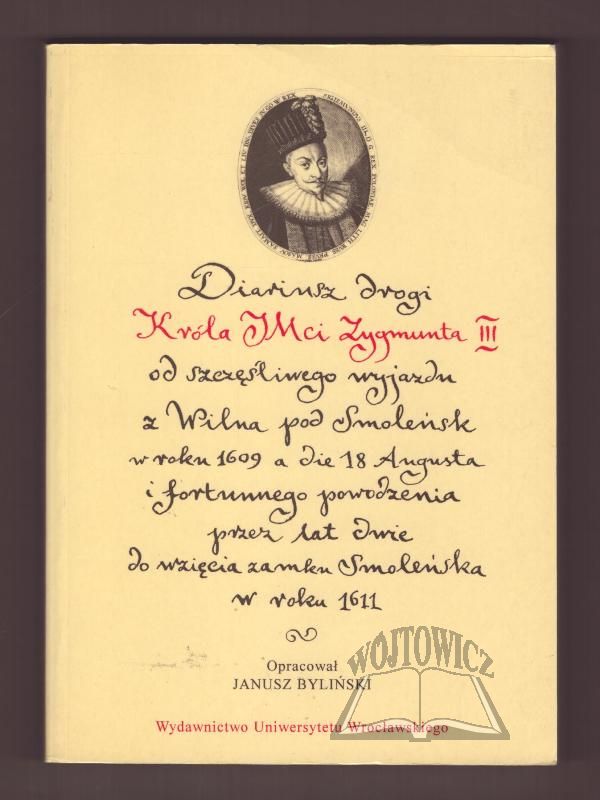 Diariusz drogi
Króla JMci Zygmunta III
od szczęśliwego wyjazdu
z Wilna pod Smoleńsk
w roku 1609 a die 18 Augusta
i fortunnego powodzenia
przez lat dwie
do wzięcia zamku Smoleńska
w roku 1611
Opracował
JANUSZ BYLIŃSKI
WÓJTOWICZ
Wydawnictwo Uniwersytetu Wrocławskiego